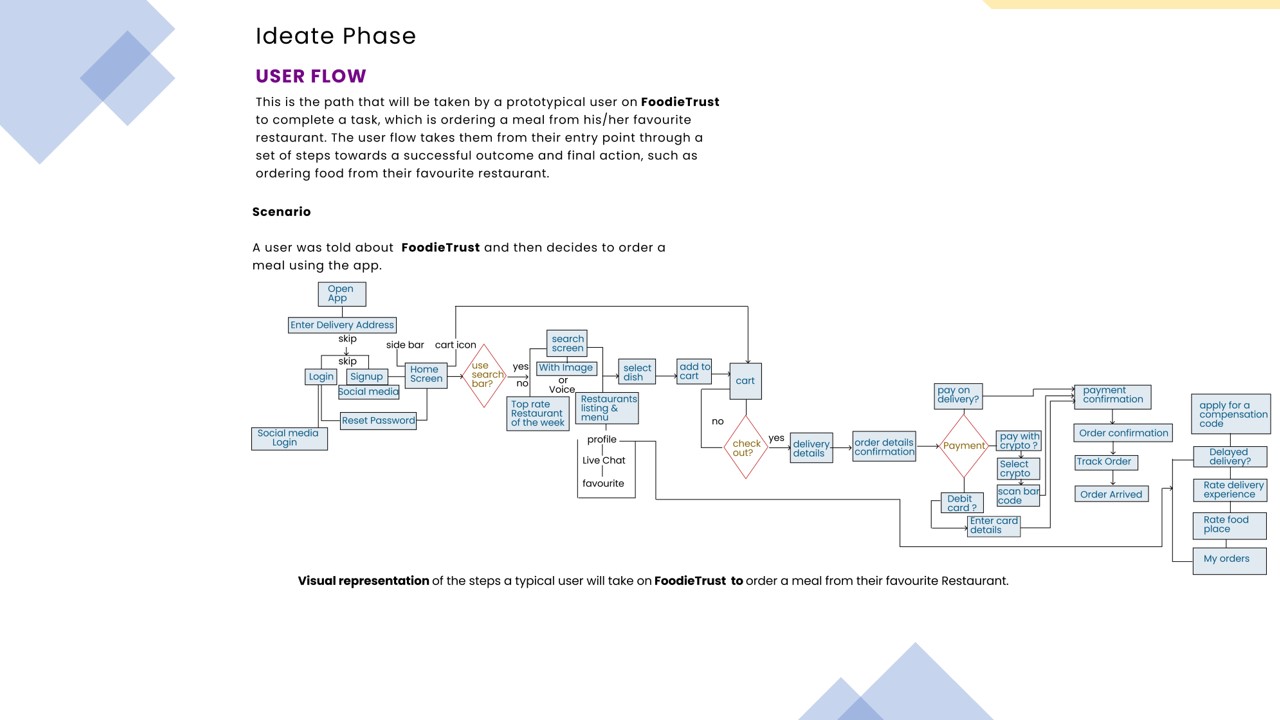 Ideate Phase
USER FLOW
This is the path that will be taken by a prototypical user on FoodieTrust
to complete a task, which is ordering a meal from his/her favourite
restaurant. The user flow takes them from their entry point through a
set of steps towards a successful outcome and final action, such as
ordering food from their favourite restaurant.
Scenario
A user was told about FoodieTrust and then decides to order a
meal using the app.
Open
App
Enter Delivery Address
skip
skip
Login
Signup
Social media
Reset Password
Social media
Login
side bar
cart icon
Home
Screen
use
search
bar?
yes
no
search
screen
With Image
or
Voice
Top rate
Restaurant
of the week
Restaurants
listing &
menu
profile
Live Chat
favourite
select
dish
add to
cart
cart
no
check
out?
yes
delivery
details
order details
confirmation
Payment
pay on
delivery?
pay with
crypto ?
Select
crypto
scan bar
code
Debit
card ?
Enter card
details
payment
confirmation
Order confirmation
Track Order
Order Arrived
apply for a
compensation
code
Delayed
delivery?
Rate delivery
experience
Rate food
place
My orders
Visual representation of the steps a typical user will take on FoodieTrust to order a meal from their favourite Restaurant.